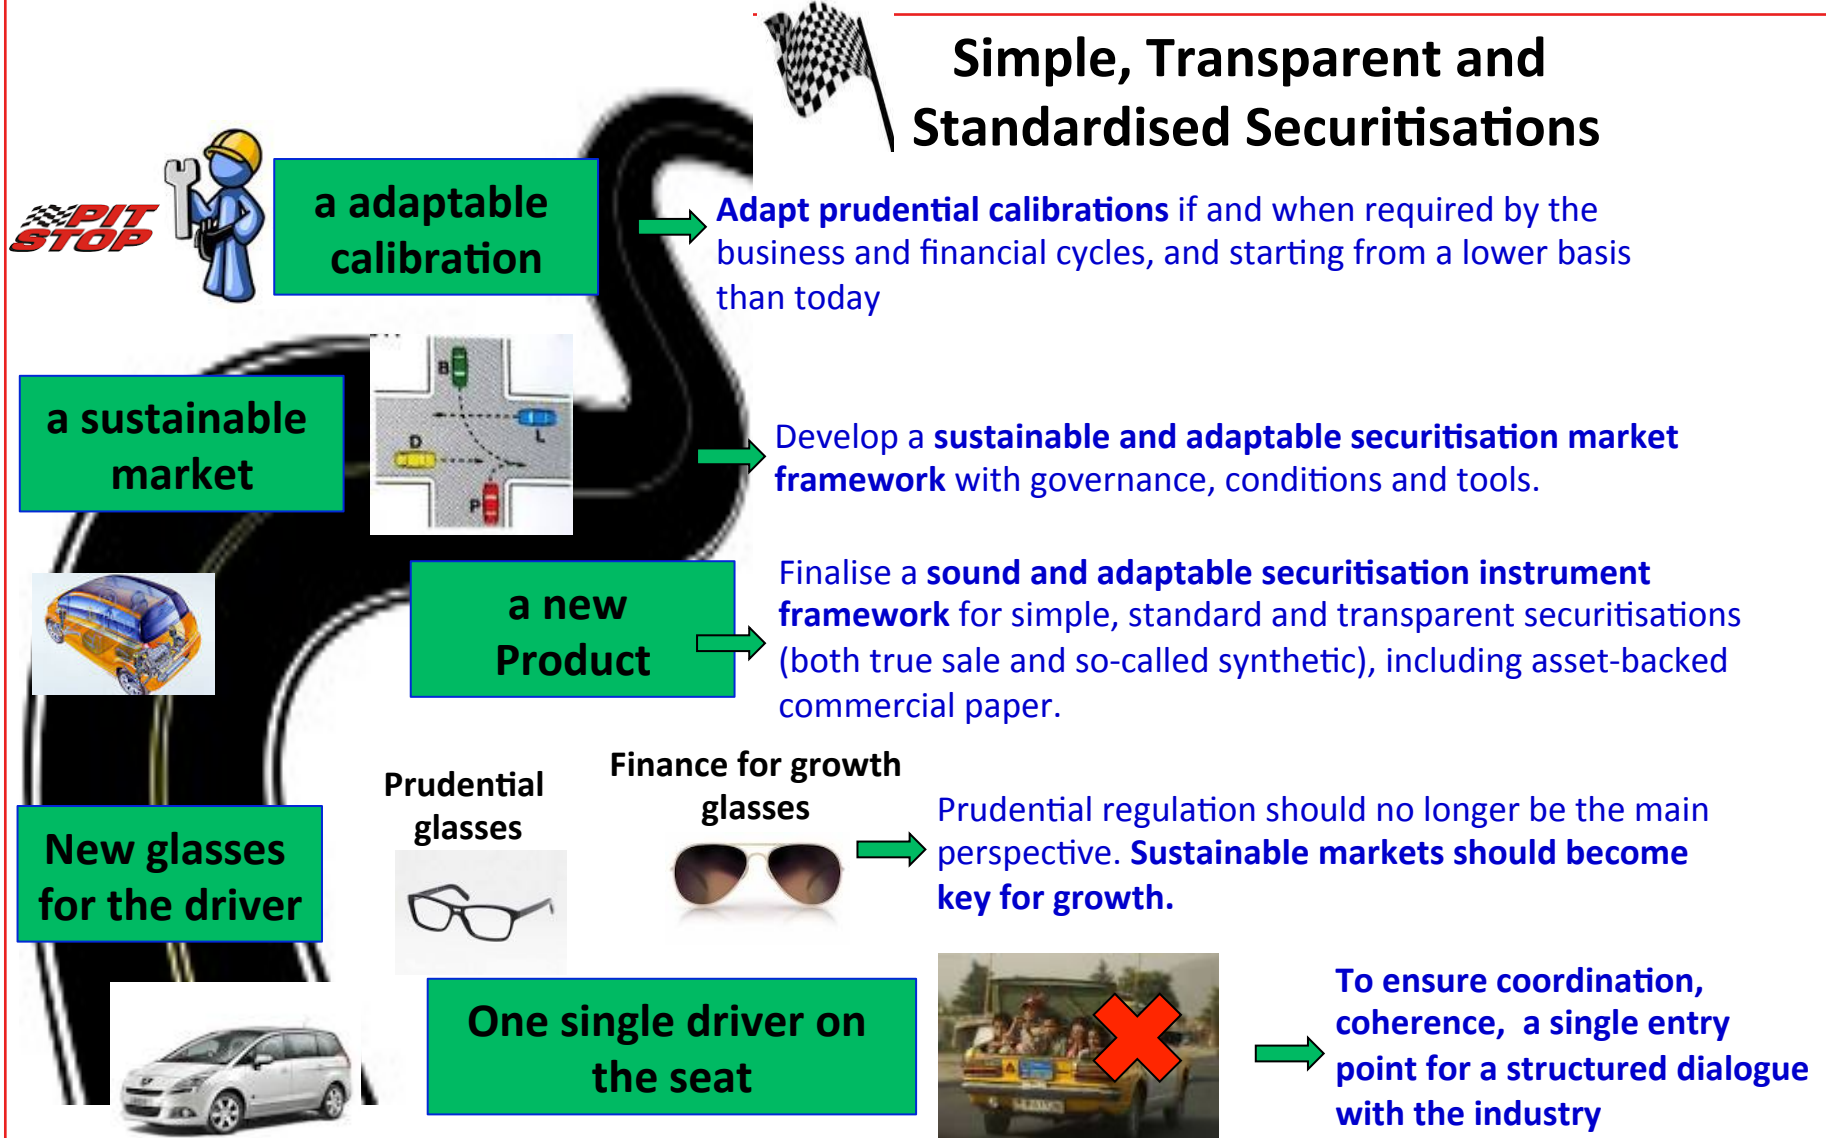 Simple, Transparent and
Standardised Securitisations
PIT
STOP
a adaptable
calibration
Adapt prudential calibrations if and when required by the
business and financial cycles, and starting from a lower basis
than today
a sustainable
market
B
L
D
P
Develop a sustainable and adaptable securitisation market
framework with governance, conditions and tools.
a new
Product
Finalise a sound and adaptable securitisation instrument
framework for simple, standard and transparent securitisations
(both true sale and so-called synthetic), including asset-backed
commercial paper.
Prudential
glasses
Finance for growth
glasses
New glasses
for the driver
Prudential regulation should no longer be the main
perspective. Sustainable markets should become
key for growth.
One single driver on
the seat
To ensure coordination,
coherence,  a single entry
point for a structured dialogue
with the industry